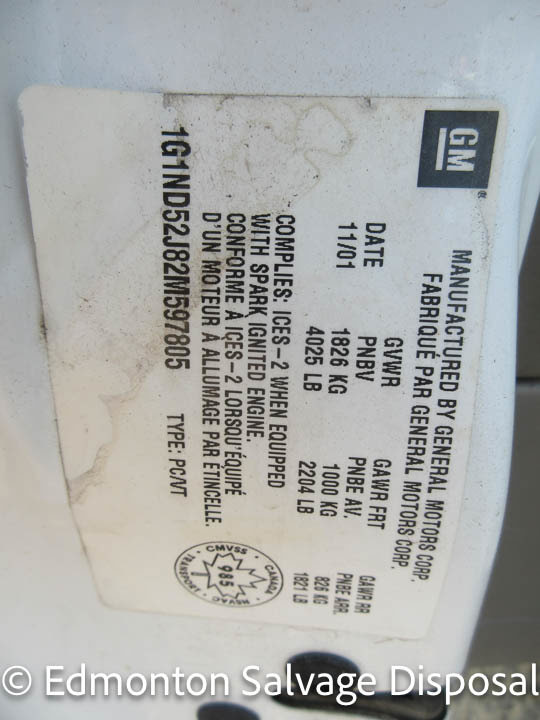 GM
®
MANUFACTURED BY GENERAL MOTORS CORP.
FABRIQUÉ PAR GENERAL MOTORS CORP.
DATE GVWR GAWR FRT GAWR RR
PNBV PNBE AV. PNBE ARR.
11/01 1826 KG 1000 KG 826 KG
4025 LB 2204 LB 1821 LB
COMPLIES: ICES-2 WHEN EQUIPPED
WITH SPARK IGNITED ENGINE.
CONFORME À ICES-2 LORSQU'ÉQUIPÉ
D'UN MOTEUR À ALLUMAGE PAR ÉTINCELLE.
1G1ND52J82M597805 TYPE: PC/VT
CANADA · CMVSS · TRANSPORT · NSVAC
985
© Edmonton Salvage Disposal